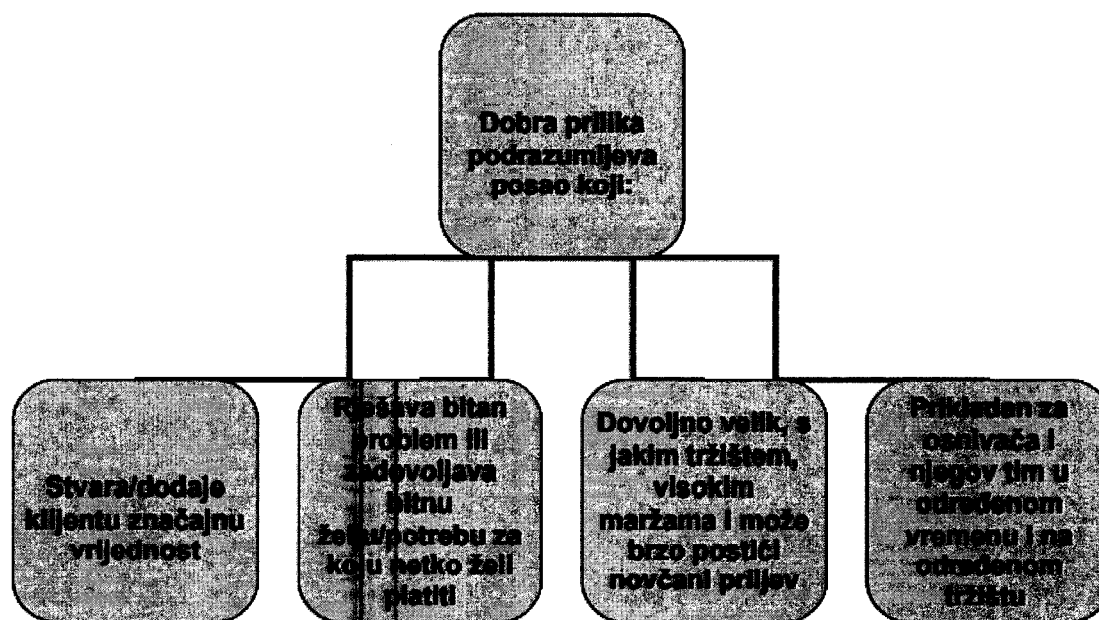 Dobra prilika
podrazumijeva
posao koji:
Stvara/dodaje
klijentu značajnu
vrijednost
Rješava bitan
problem ili
zadovoljava
bitnu
želju/potrebu za
koju netko želi
platiti
Dovoljno velik, s
jakim tržištem,
visokim
maržama i može
brzo postići
novčani priljev
Prikladan za
osnivača i
njegov tim u
određenom
vremenu i na
određenom
tržištu